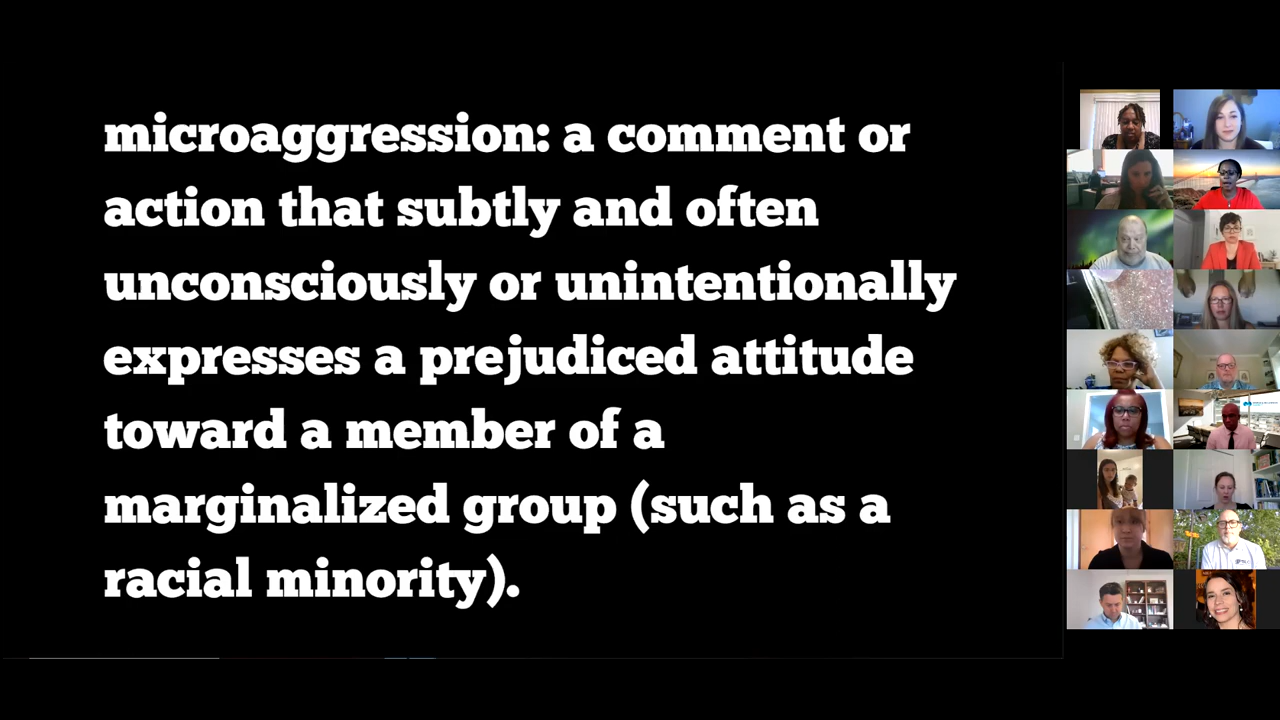 microaggression: a comment or
action that subtly and often
unconsciously or unintentionally
expresses a prejudiced attitude
toward a member of a
marginalized group (such as a
racial minority).